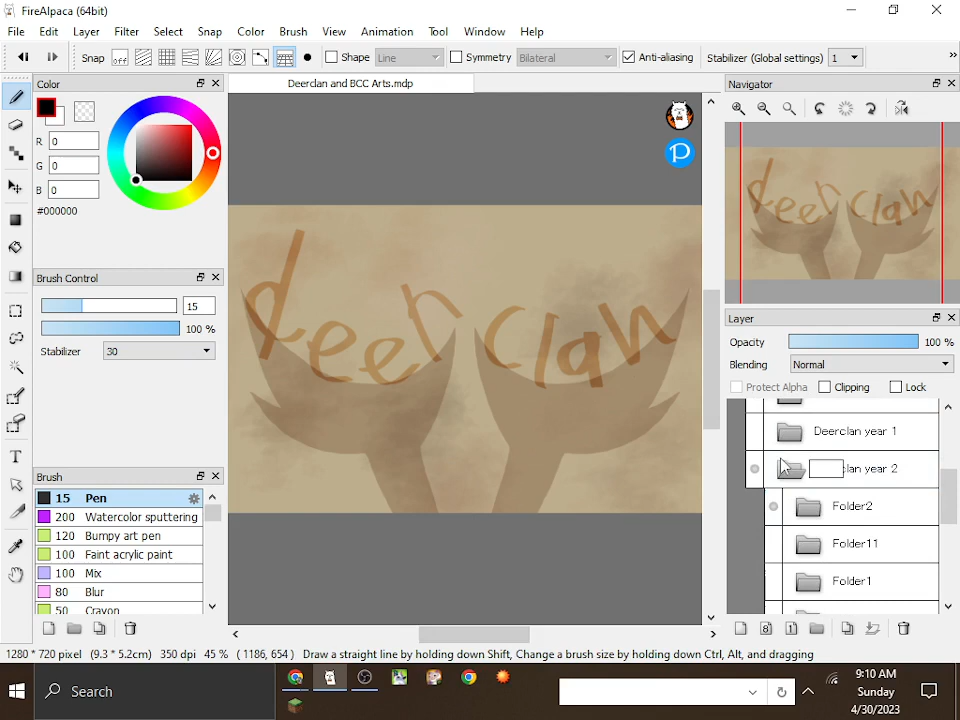 FireAlpaca (64bit)
File Edit Layer Filter Select Snap Color Brush View Animation Tool Window Help
Snap off Shape Line Symmetry Bilateral Anti-aliasing Stabilizer (Global settings) 1
Color
Deerclan and BCC Arts.mdp
Navigator
R 0
G 0
B 0
#000000
Brush Control
15
100 %
Stabilizer 30
deer clan
Layer
Opacity 100 %
Blending Normal
Protect Alpha Clipping Lock
Deerclan year 1
clan year 2
Folder2
Folder11
Folder1
Brush
15 Pen
200 Watercolor sputtering
120 Bumpy art pen
100 Faint acrylic paint
100 Mix
80 Blur
50 Crayon
8 1
1280 * 720 pixel (9.3 * 5.2cm) 350 dpi 45 % ( 1186, 654 ) Draw a straight line by holding down Shift, Change a brush size by holding down Ctrl, Alt, and dragging
Search
9:10 AM
Sunday
4/30/2023